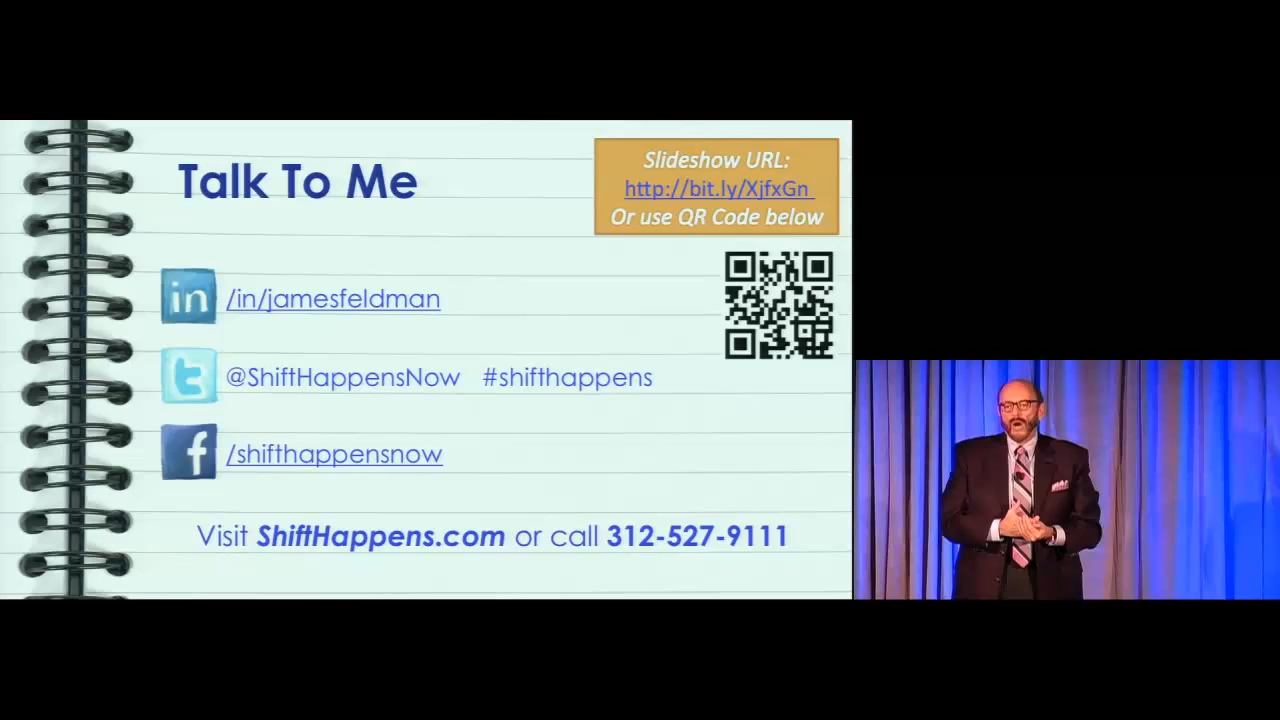 Talk To Me
Slideshow URL:
http://bit.ly/XjfxGn
Or use QR Code below
in /in/jamesfeldman
t @ShiftHappensNow #shifthappens
f /shifthappensnow
Visit ShiftHappens.com or call 312-527-9111